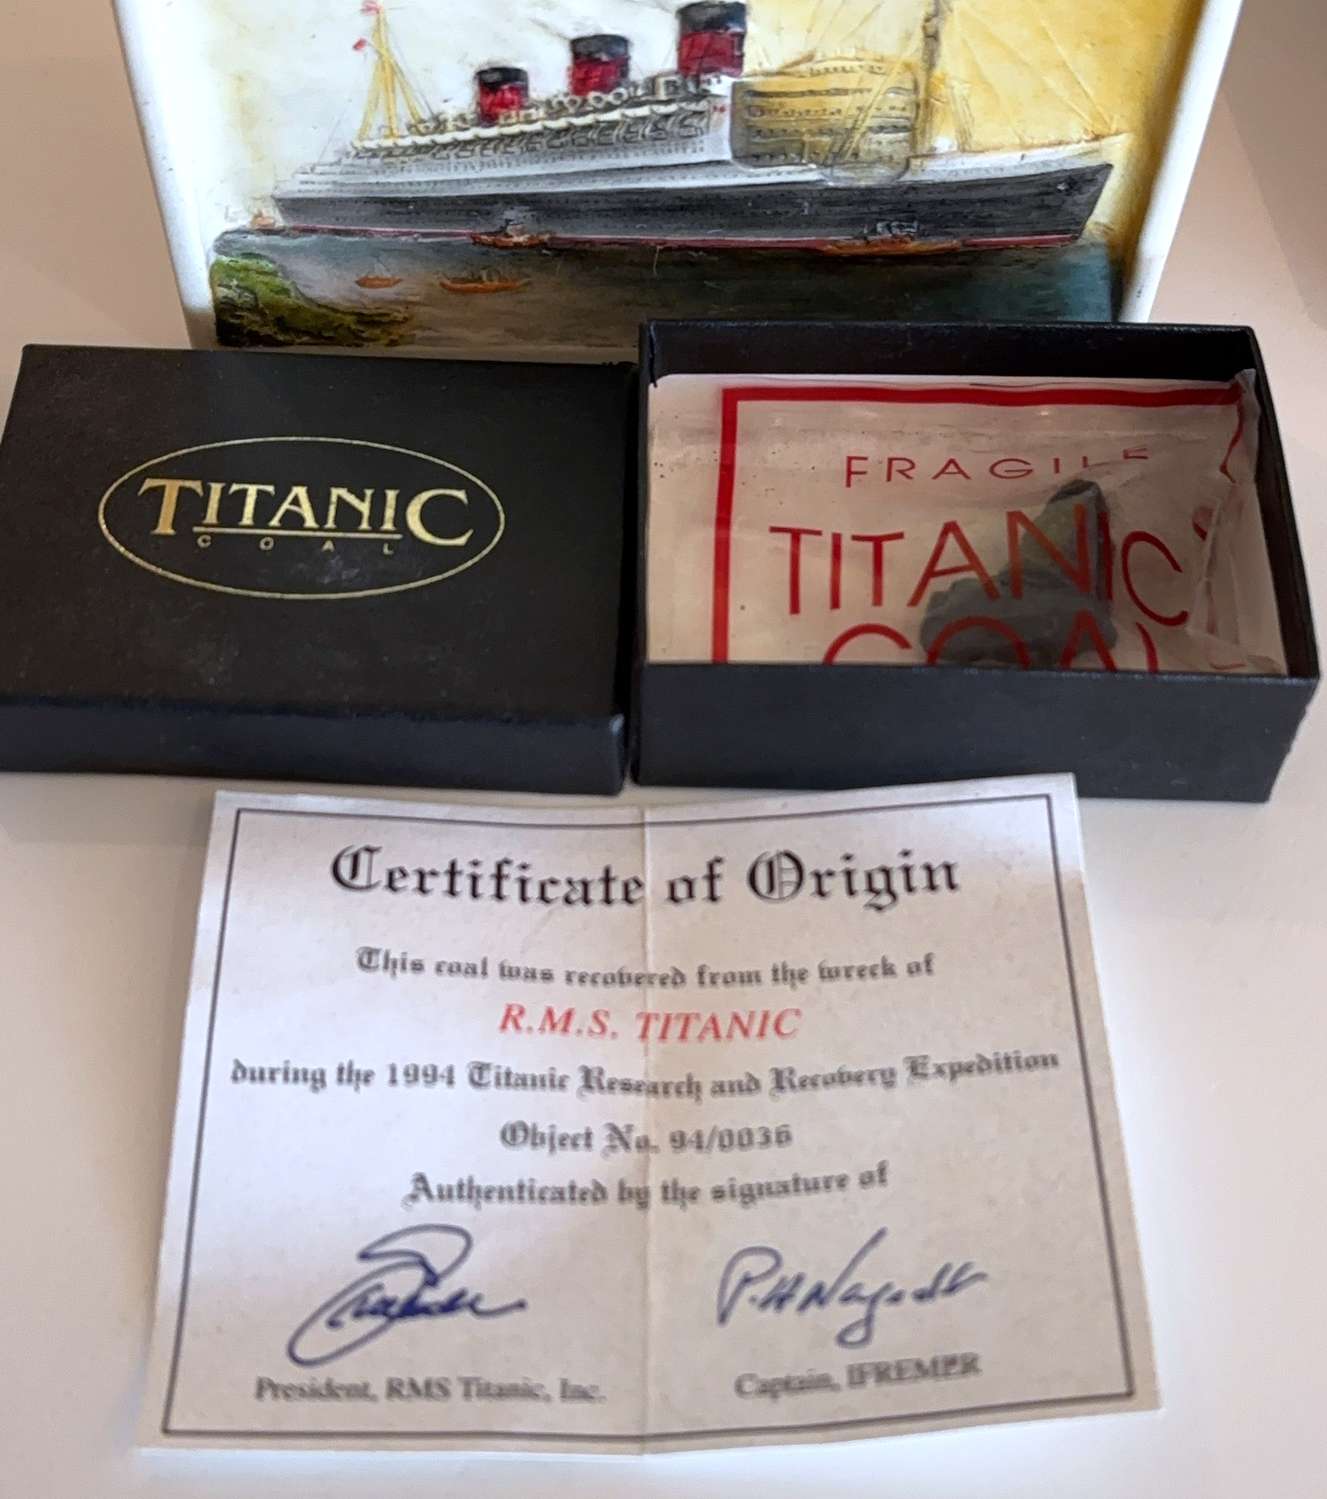 TITANIC
COAL
FRAGILE
TITANIC
COAL
Certificate of Origin
This coal was recovered from the wreck of
R.M.S. TITANIC
during the 1994 Titanic Research and Recovery Expedition
Object No. 94/0036
Authenticated by the signature of
P.H Nargeolet
President, RMS Titanic, Inc.
Captain, IFREMER